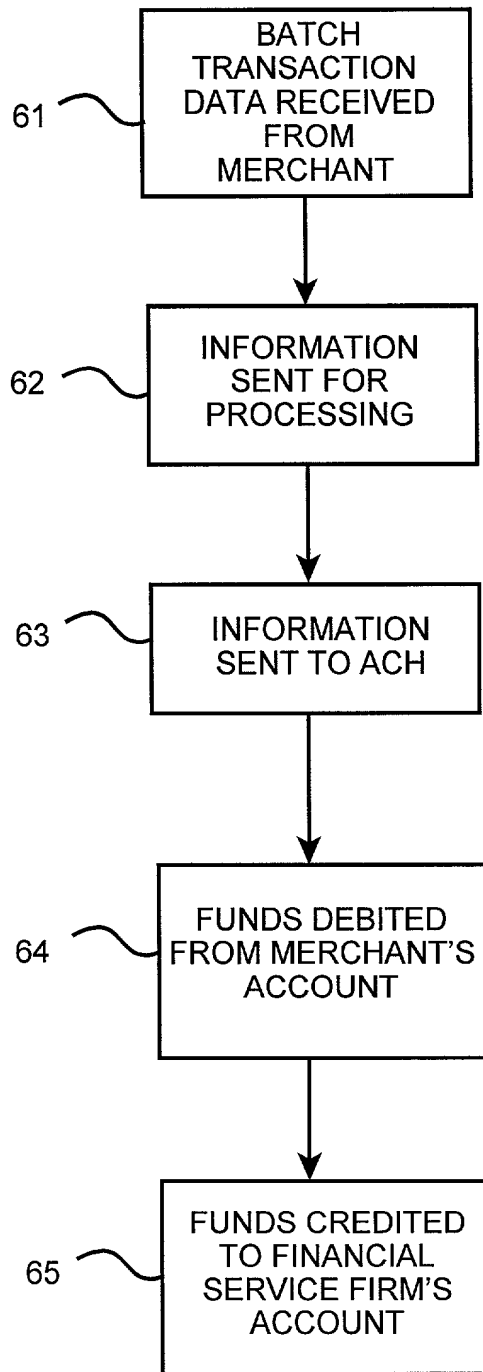 BATCH
TRANSACTION
DATA RECEIVED
FROM
MERCHANT
61
INFORMATION
SENT FOR
PROCESSING
62
INFORMATION
SENT TO ACH
63
FUNDS DEBITED
FROM MERCHANT'S
ACCOUNT
64
FUNDS CREDITED
TO FINANCIAL
SERVICE FIRM'S
ACCOUNT
65